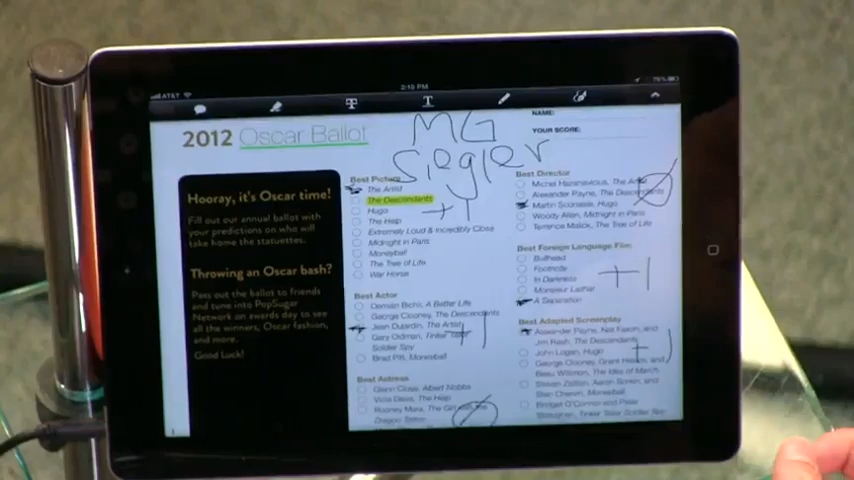 AT&T
2:10 PM
2012 Oscar Ballot
MG
Siegler
NAME:
YOUR SCORE:
Hooray, it's Oscar time!
Fill out our annual ballot with
your predictions on who will
take home the statuettes.
Throwing an Oscar bash?
Pass out the ballot to friends
and tune into PopSugar
Network on awards day to see
all the winners, Oscar fashion,
and more.
Good Luck!
Best Picture
The Artist
The Descendants
Hugo
The Help
Extremely Loud & Incredibly Close
Midnight in Paris
Moneyball
The Tree of Life
War Horse
+1
Best Actor
Demián Bichir, A Better Life
George Clooney, The Descendants
Jean Dujardin, The Artist
Gary Oldman, Tinker Tailor
Soldier Spy
Brad Pitt, Moneyball
+1
Best Actress
Glenn Close, Albert Nobbs
Viola Davis, The Help
Rooney Mara, The Girl with the
Dragon Tattoo
Best Director
Michel Hazanavicius, The Artist
Alexander Payne, The Descendants
Martin Scorsese, Hugo
Woody Allen, Midnight in Paris
Terrence Malick, The Tree of Life
Best Foreign Language Film
Bullhead
Footnote
In Darkness
Monsieur Lazhar
A Separation
+1
Best Adapted Screenplay
Alexander Payne, Nat Faxon, and
Jim Rash, The Descendants
John Logan, Hugo
George Clooney, Grant Heslov, and
Beau Willimon, The Ides of March
Steven Zaillian, Aaron Sorkin, and
Stan Chervin, Moneyball
Bridget O'Connor and Peter
Straughan, Tinker Tailor Soldier Spy
+1